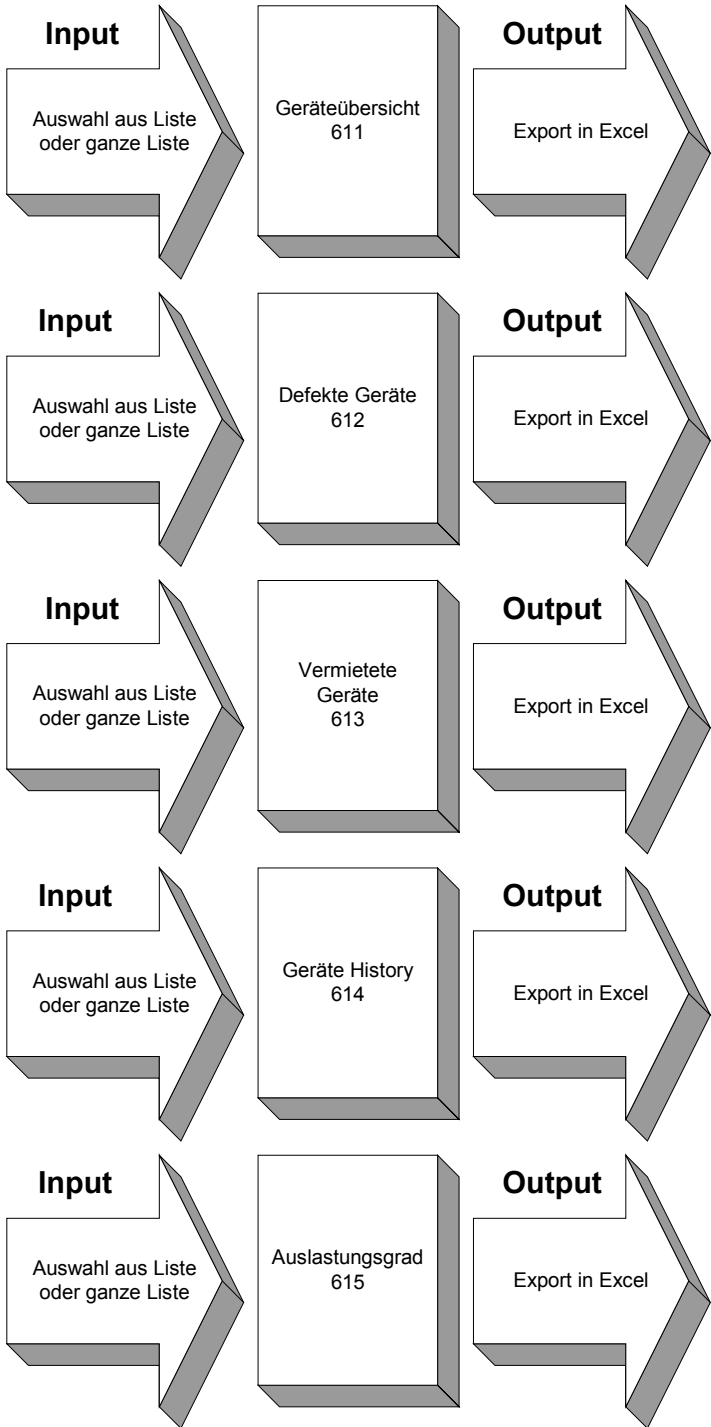 Input
Auswahl aus Liste
oder ganze Liste
Geräteübersicht
611
Output
Export in Excel
Input
Auswahl aus Liste
oder ganze Liste
Defekte Geräte
612
Output
Export in Excel
Input
Auswahl aus Liste
oder ganze Liste
Vermietete
Geräte
613
Output
Export in Excel
Input
Auswahl aus Liste
oder ganze Liste
Geräte History
614
Output
Export in Excel
Input
Auswahl aus Liste
oder ganze Liste
Auslastungsgrad
615
Output
Export in Excel